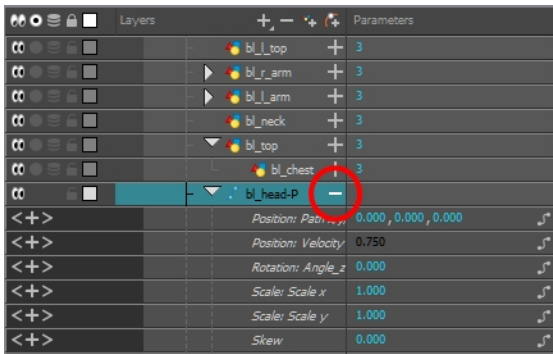 Layers Parameters
bl_l_top 3
bl_r_arm 3
bl_l_arm 3
bl_neck 3
bl_top 3
bl_chest 3
bl_head-P
Position: 0.000 , 0.000 , 0.000
Position: Velocity 0.750
Rotation: Angle_z 0.000
Scale: Scale x 1.000
Scale: Scale y 1.000
Skew 0.000